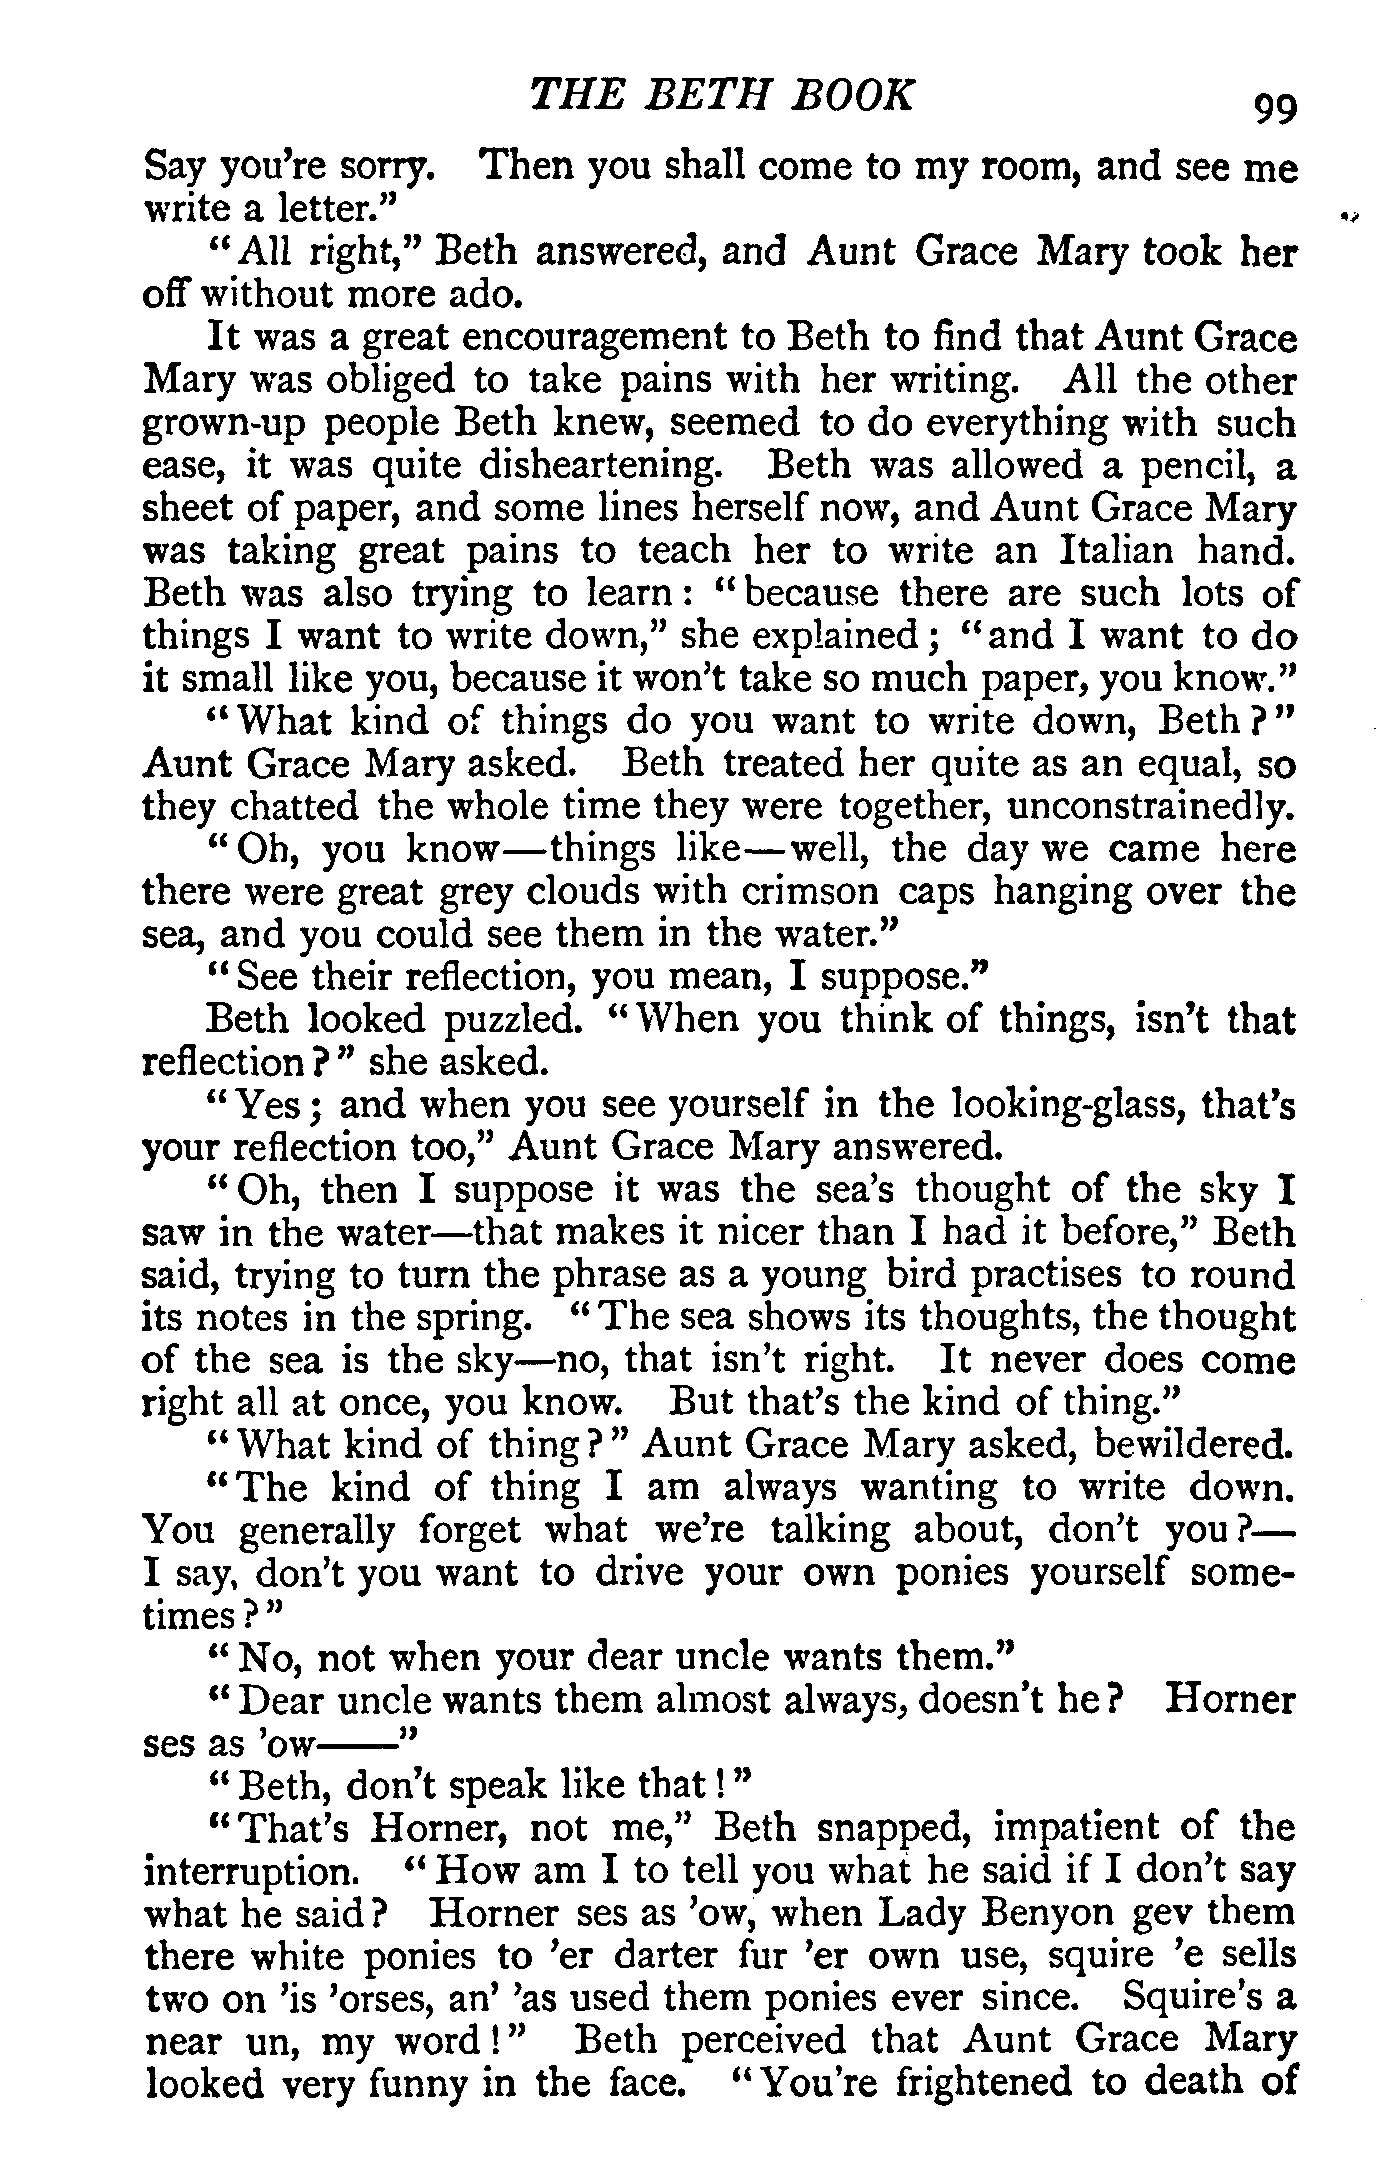 THE BETH BOOK
99
Say you're sorry. Then you shall come to my room, and see me
write a letter."
"All right," Beth answered, and Aunt Grace Mary took her
off without more ado.
It was a great encouragement to Beth to find that Aunt Grace
Mary was obliged to take pains with her writing. All the other
grown-up people Beth knew, seemed to do everything with such
ease, it was quite disheartening. Beth was allowed a pencil, a
sheet of paper, and some lines herself now, and Aunt Grace Mary
was taking great pains to teach her to write an Italian hand.
Beth was also trying to learn: "because there are such lots of
things I want to write down," she explained; "and I want to do
it small like you, because it won't take so much paper, you know."
"What kind of things do you want to write down, Beth?"
Aunt Grace Mary asked. Beth treated her quite as an equal, so
they chatted the whole time they were together, unconstrainedly.
"Oh, you know—things like—well, the day we came here
there were great grey clouds with crimson caps hanging over the
sea, and you could see them in the water."
"See their reflection, you mean, I suppose."
Beth looked puzzled. "When you think of things, isn't that
reflection?" she asked.
"Yes; and when you see yourself in the looking-glass, that's
your reflection too," Aunt Grace Mary answered.
"Oh, then I suppose it was the sea's thought of the sky I
saw in the water—that makes it nicer than I had it before," Beth
said, trying to turn the phrase as a young bird practises to round
its notes in the spring. "The sea shows its thoughts, the thought
of the sea is the sky—no, that isn't right. It never does come
right all at once, you know. But that's the kind of thing."
"What kind of thing?" Aunt Grace Mary asked, bewildered.
"The kind of thing I am always wanting to write down.
You generally forget what we're talking about, don't you?—
I say, don't you want to drive your own ponies yourself some-
times?"
"No, not when your dear uncle wants them."
"Dear uncle wants them almost always, doesn't he? Horner
ses as 'ow——"
"Beth, don't speak like that!"
"That's Horner, not me," Beth snapped, impatient of the
interruption. "How am I to tell you what he said if I don't say
what he said? Horner ses as 'ow, when Lady Benyon gev them
there white ponies to 'er darter fur 'er own use, squire 'e sells
two on 'is 'orses, an' 'as used them ponies ever since. Squire's a
near un, my word!" Beth perceived that Aunt Grace Mary
looked very funny in the face. "You're frightened to death of